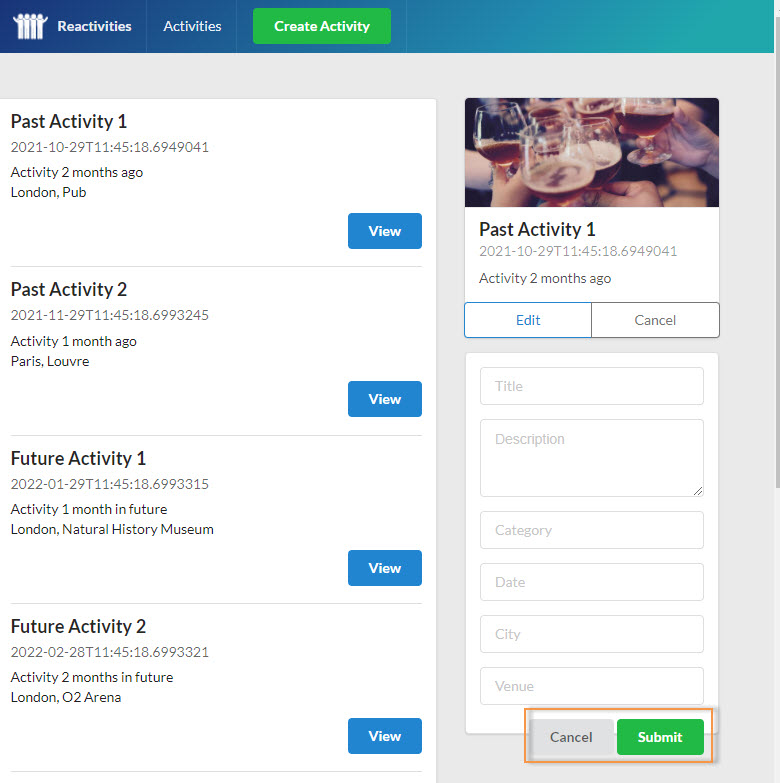 Reactivities
Activities
Create Activity
Past Activity 1
2021-10-29T11:45:18.6949041
Activity 2 months ago
London, Pub
View
Past Activity 2
2021-11-29T11:45:18.6993245
Activity 1 month ago
Paris, Louvre
View
Future Activity 1
2022-01-29T11:45:18.6993315
Activity 1 month in future
London, Natural History Museum
View
Future Activity 2
2022-02-28T11:45:18.6993321
Activity 2 months in future
London, O2 Arena
View
Past Activity 1
2021-10-29T11:45:18.6949041
Activity 2 months ago
Edit
Cancel
Title
Description
Category
Date
City
Venue
Cancel
Submit